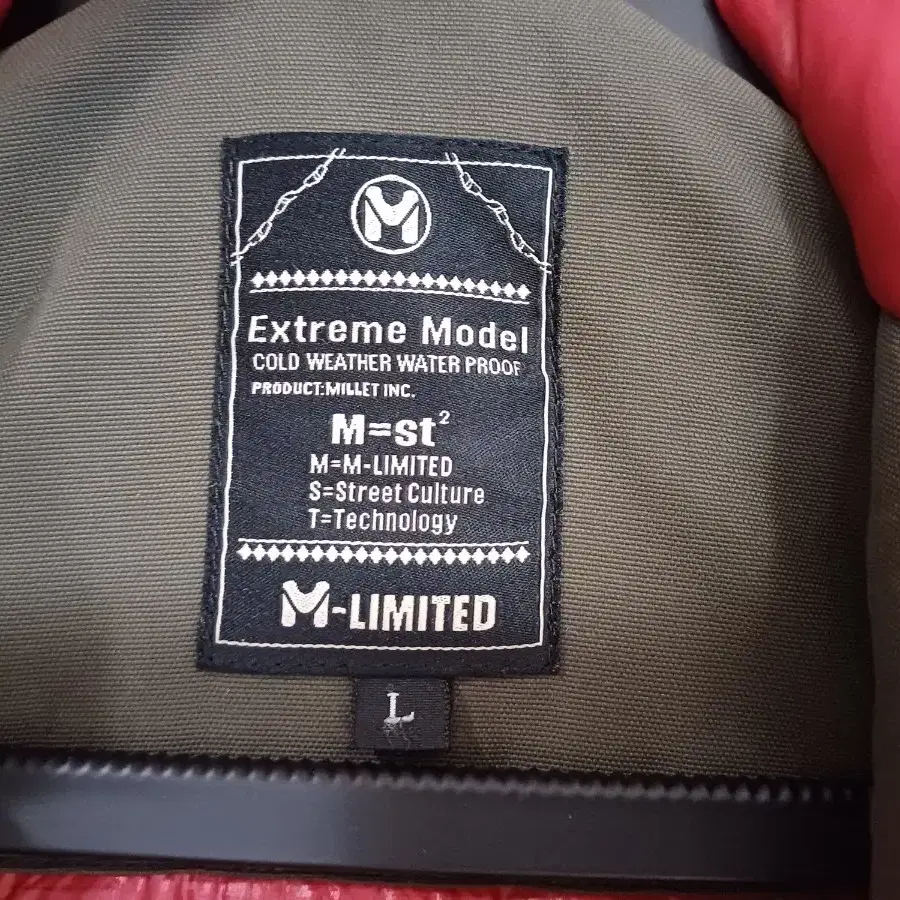 M
Extreme Model
COLD WEATHER WATER PROOF
PRODUCT:MILLET INC.
M=st²
M=M-LIMITED
S=Street Culture
T=Technology
M-LIMITED
L